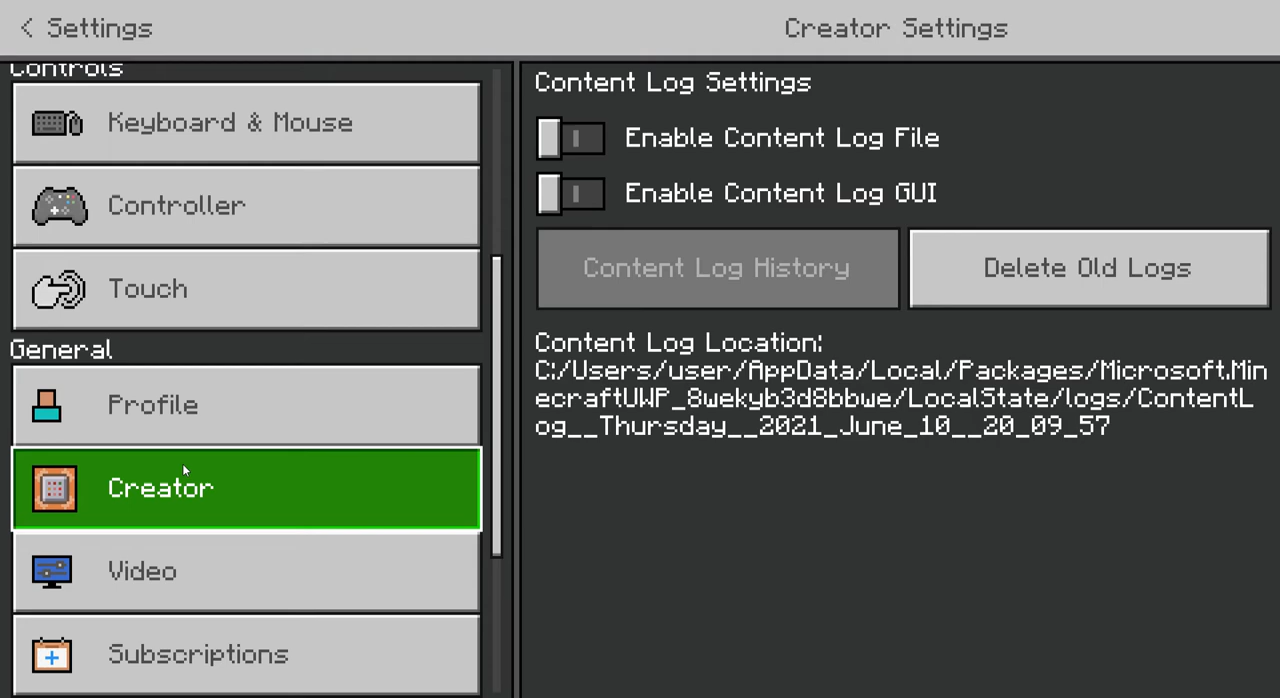 Settings
Creator Settings
Controls
Keyboard & Mouse
Controller
Touch
General
Profile
Creator
Video
Subscriptions
Content Log Settings
Enable Content Log File
Enable Content Log GUI
Content Log History
Delete Old Logs
Content Log Location:
C:/Users/user/AppData/Local/Packages/Microsoft.Min
ecraftUWP_8wekyb3d8bbwe/LocalState/logs/ContentL
og__Thursday__2021_June_10__20_09_57